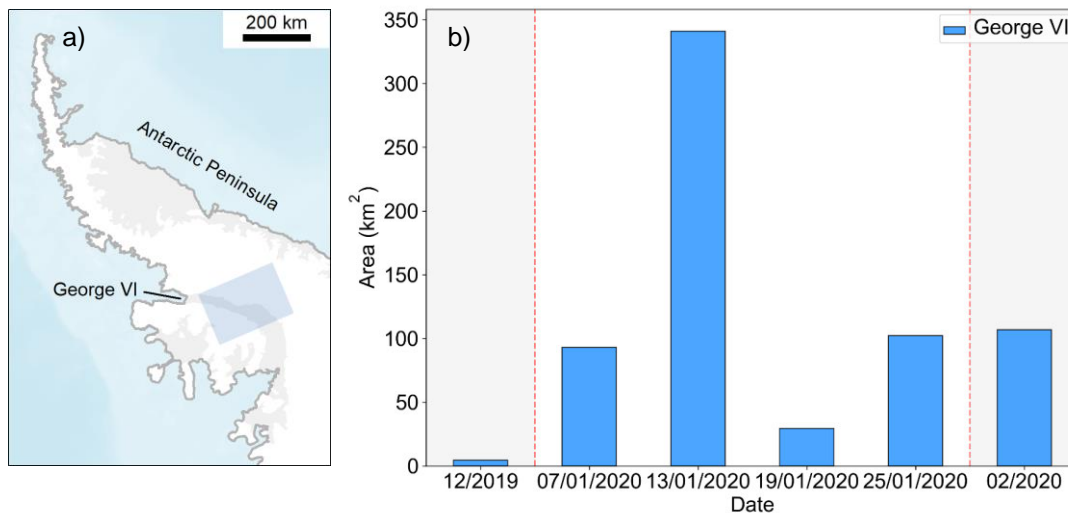 a)
200 km
Antarctic Peninsula
George VI
b)
George VI
Area (km²)
350
300
250
200
150
100
50
0
12/2019 07/01/2020 13/01/2020 19/01/2020 25/01/2020 02/2020
Date